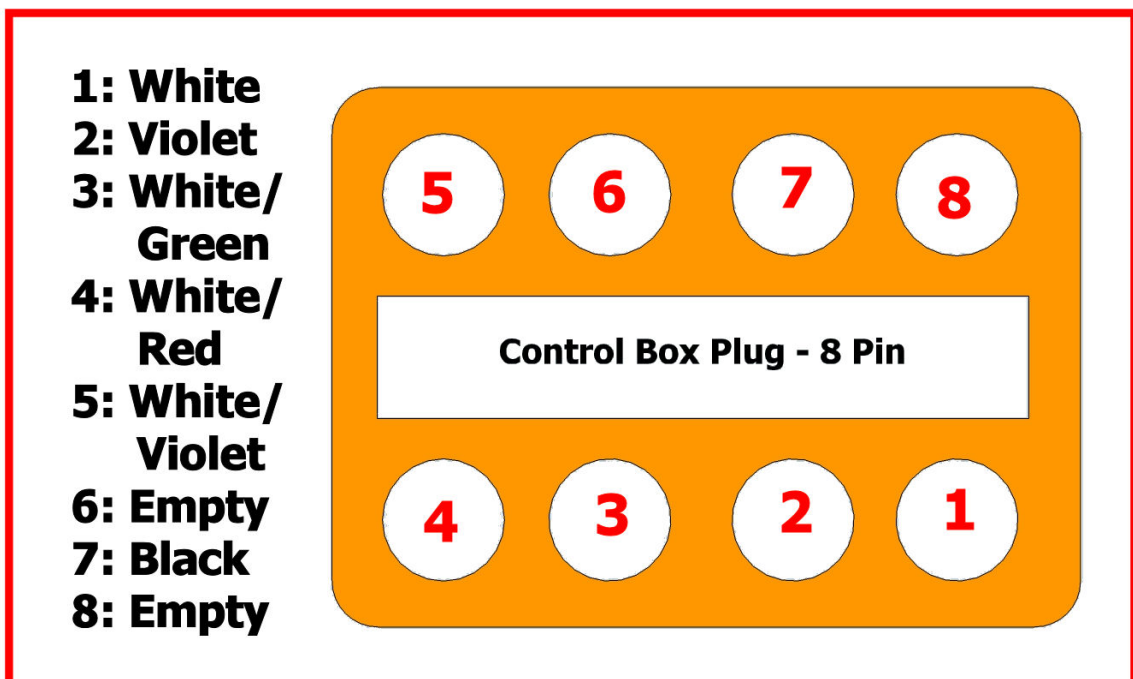 1: White
2: Violet
3: White/
Green
4: White/
Red
5: White/
Violet
6: Empty
7: Black
8: Empty
5 6 7 8
Control Box Plug - 8 Pin
4 3 2 1